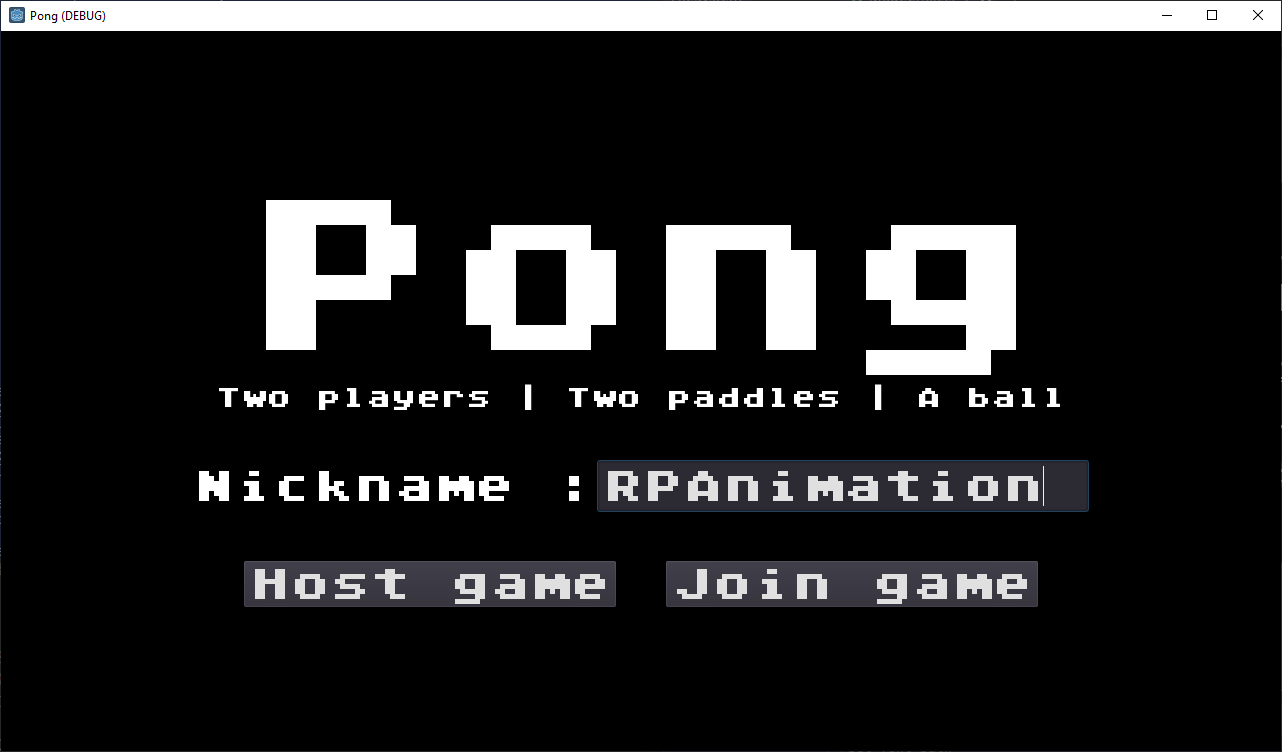 Pong (DEBUG)
Pong
Two players | Two paddles | A ball
Nickname : RPAnimation
Host game Join game